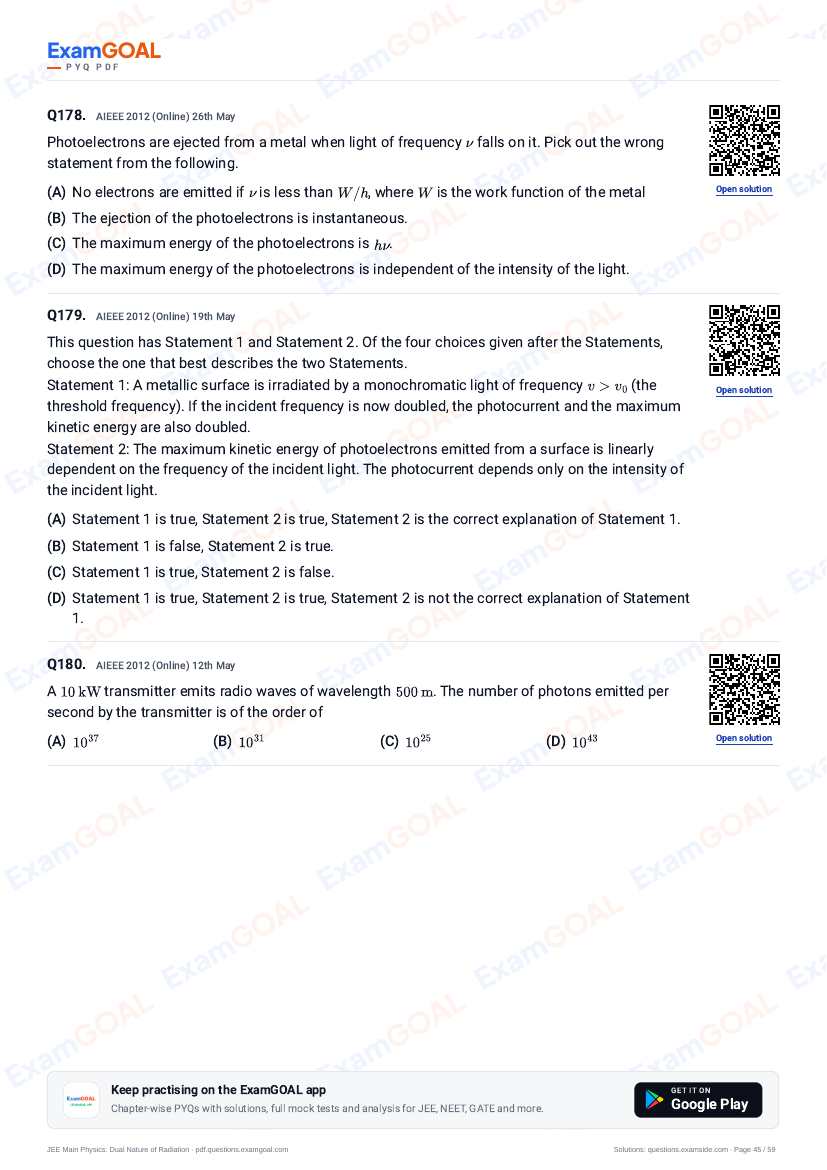 ExamGOAL
PYQ PDF
Q178. AIEEE 2012 (Online) 26th May
Photoelectrons are ejected from a metal when light of frequency ν falls on it. Pick out the wrong
statement from the following.
Open solution
(A) No electrons are emitted if ν is less than W/h, where W is the work function of the metal
(B) The ejection of the photoelectrons is instantaneous.
(C) The maximum energy of the photoelectrons is hν.
(D) The maximum energy of the photoelectrons is independent of the intensity of the light.
Q179. AIEEE 2012 (Online) 19th May
This question has Statement 1 and Statement 2. Of the four choices given after the Statements,
choose the one that best describes the two Statements.
Open solution
Statement 1: A metallic surface is irradiated by a monochromatic light of frequency v > v₀ (the
threshold frequency). If the incident frequency is now doubled, the photocurrent and the maximum
kinetic energy are also doubled.
Statement 2: The maximum kinetic energy of photoelectrons emitted from a surface is linearly
dependent on the frequency of the incident light. The photocurrent depends only on the intensity of
the incident light.
(A) Statement 1 is true, Statement 2 is true, Statement 2 is the correct explanation of Statement 1.
(B) Statement 1 is false, Statement 2 is true.
(C) Statement 1 is true, Statement 2 is false.
(D) Statement 1 is true, Statement 2 is true, Statement 2 is not the correct explanation of Statement
1.
Q180. AIEEE 2012 (Online) 12th May
A 10 kW transmitter emits radio waves of wavelength 500 m. The number of photons emitted per
second by the transmitter is of the order of
Open solution
(A) 10³⁷ (B) 10³¹ (C) 10²⁵ (D) 10⁴³
Keep practising on the ExamGOAL app
Chapter-wise PYQs with solutions, full mock tests and analysis for JEE, NEET, GATE and more.
ExamGOAL
GET IT ON
Google Play
JEE Main Physics: Dual Nature of Radiation · pdf.questions.examgoal.com
Solutions: questions.examside.com · Page 45 / 59